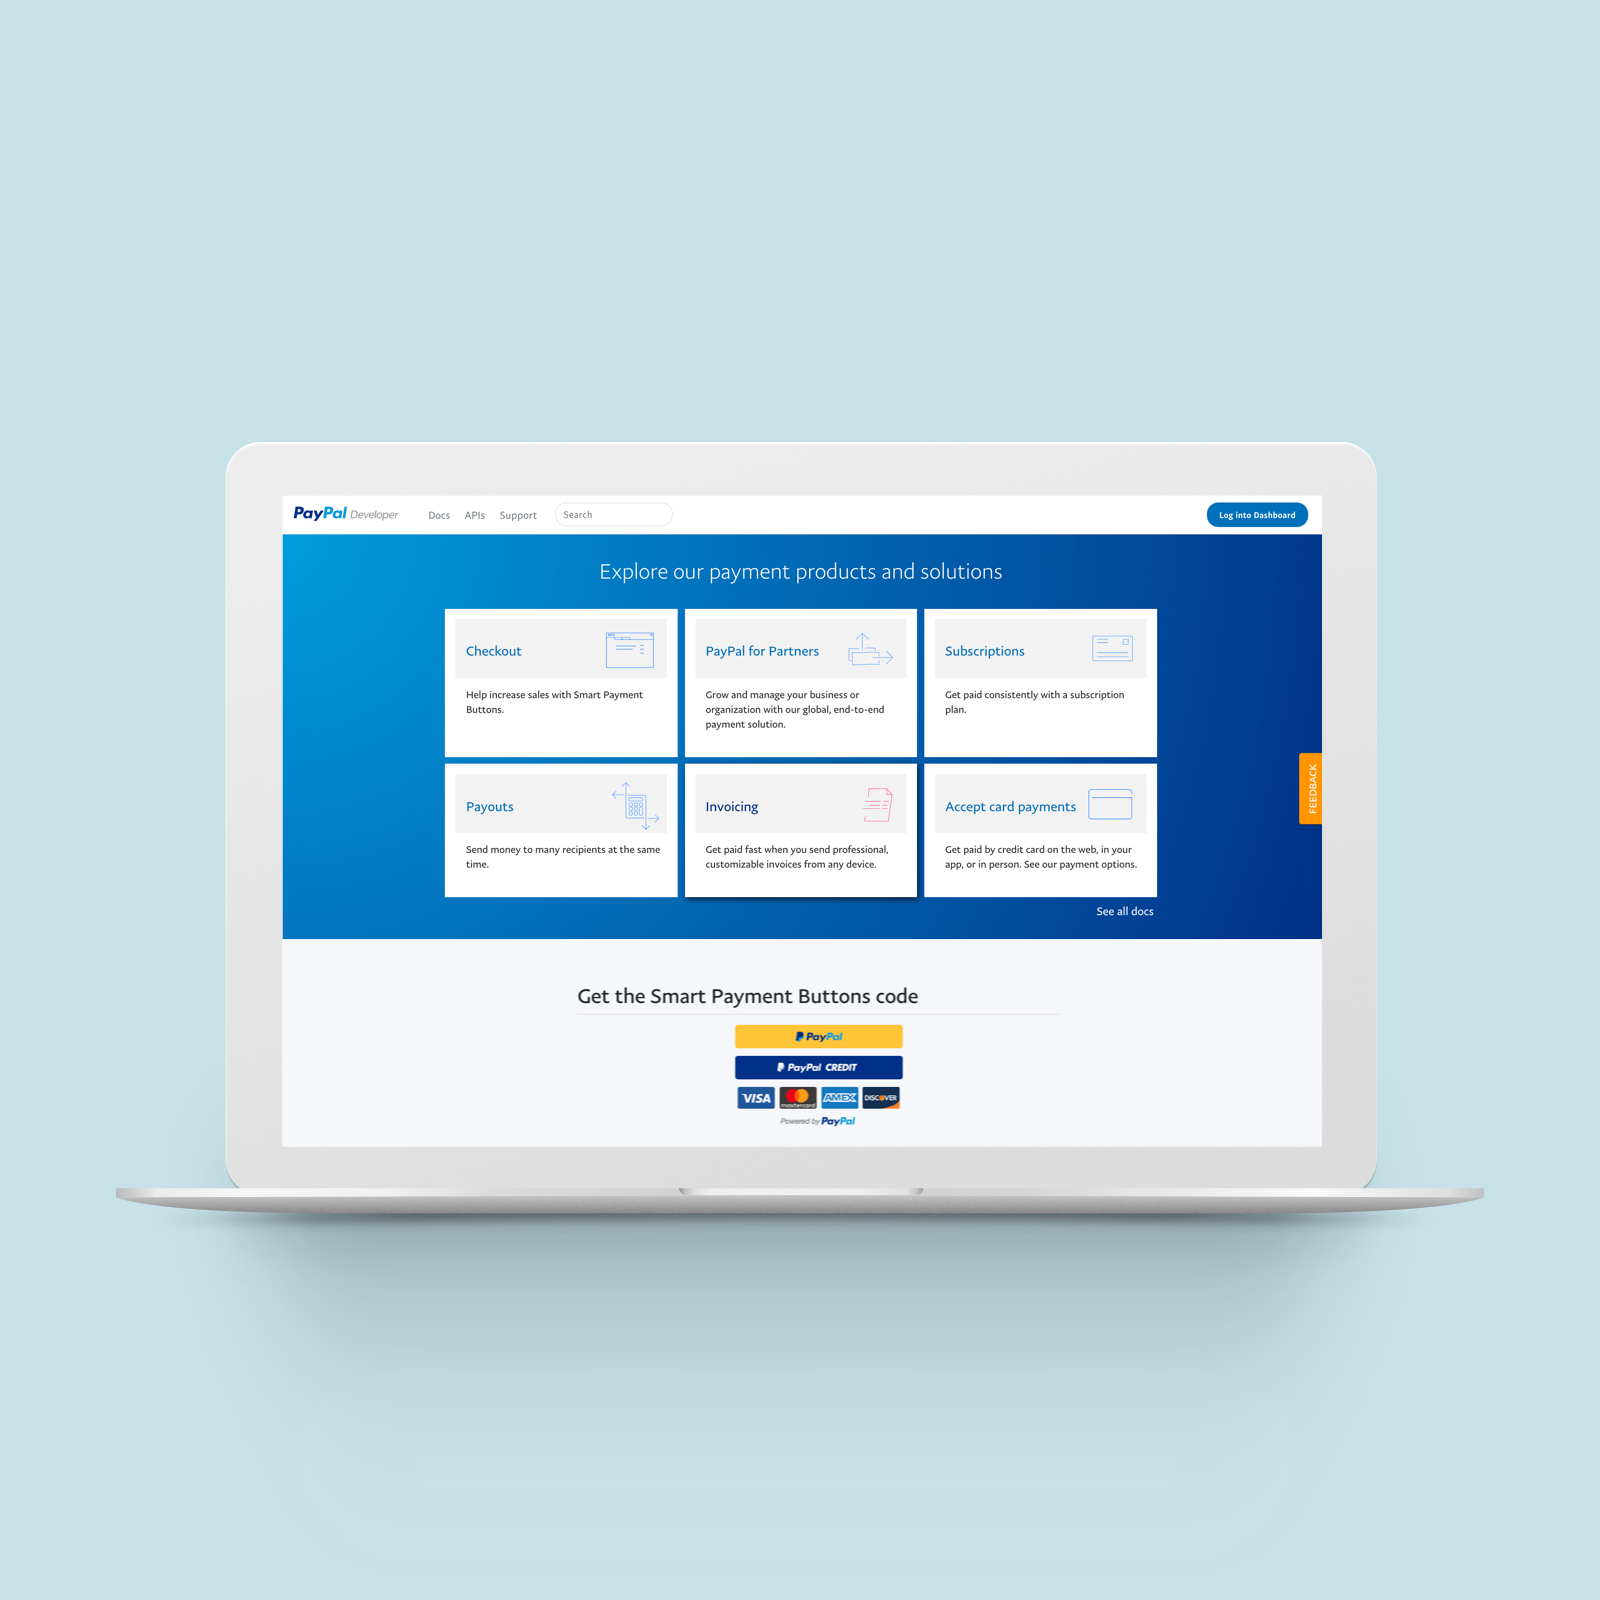 PayPal Developer
Docs
APIs
Support
Search
Log into Dashboard
Explore our payment products and solutions
Checkout
Help increase sales with Smart Payment
Buttons.
PayPal for Partners
Grow and manage your business or
organization with our global, end-to-end
payment solution.
Subscriptions
Get paid consistently with a subscription
plan.
Payouts
Send money to many recipients at the same
time.
Invoicing
Get paid fast when you send professional,
customizable invoices from any device.
Accept card payments
Get paid by credit card on the web, in your
app, or in person. See our payment options.
FEEDBACK
See all docs
Get the Smart Payment Buttons code
PayPal
PayPal CREDIT
VISA
mastercard
AMEX
DISCOVER
Powered by PayPal